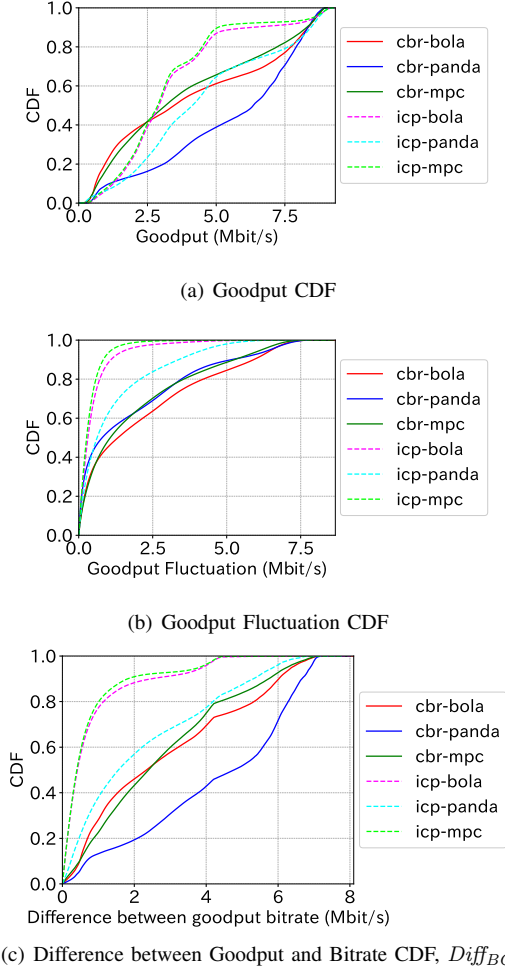 1.0
0.8
0.6
0.4
0.2
0.0
CDF
0.0 2.5 5.0 7.5
Goodput (Mbit/s)
cbr-bola
cbr-panda
cbr-mpc
icp-bola
icp-panda
icp-mpc
(a) Goodput CDF
1.0
0.8
0.6
0.4
0.2
0.0
CDF
0.0 2.5 5.0 7.5
Goodput Fluctuation (Mbit/s)
cbr-bola
cbr-panda
cbr-mpc
icp-bola
icp-panda
icp-mpc
(b) Goodput Fluctuation CDF
1.0
0.8
0.6
0.4
0.2
0.0
CDF
0 2 4 6 8
Difference between goodput bitrate (Mbit/s)
cbr-bola
cbr-panda
cbr-mpc
icp-bola
icp-panda
icp-mpc
(c) Difference between Goodput and Bitrate CDF,